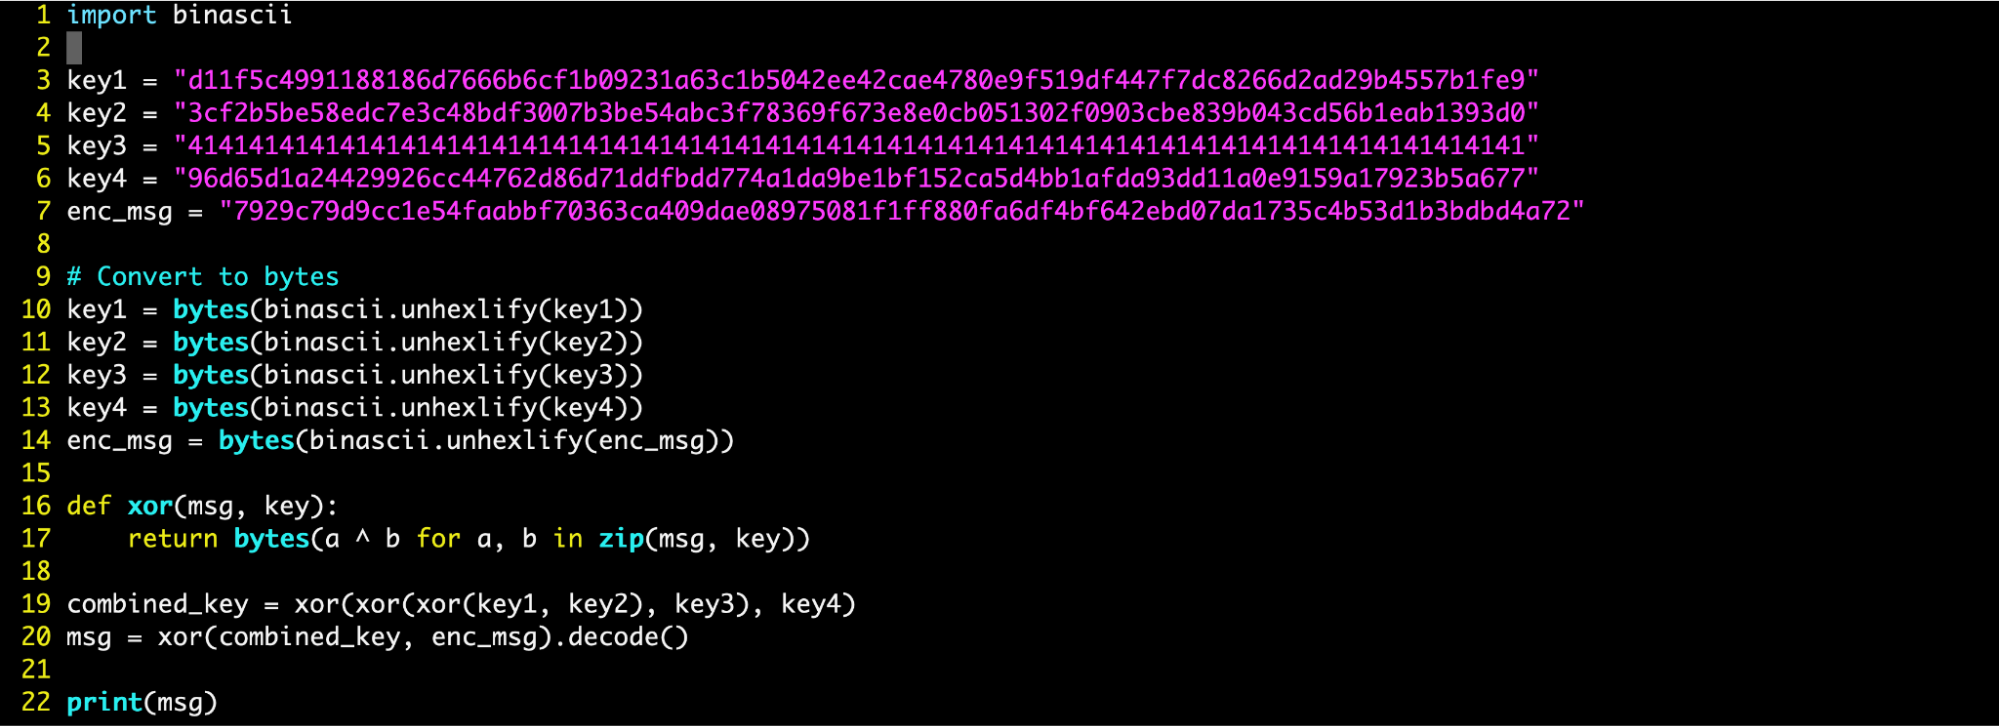 1 import binascii
2
3 key1 = "d11f5c4991188186d7666b6cf1b09231a63c1b5042ee42cae4780e9f519df447f7dc8266d2ad29b4557b1fe9"
4 key2 = "3cf2b5be58edc7e3c48bdf3007b3be54abc3f78369f673e8e0cb051302f0903cbe839b043cd56b1eab1393d0"
5 key3 = "4141414141414141414141414141414141414141414141414141414141414141414141414141414141414141"
6 key4 = "96d65d1a24429926cc44762d86d71ddfbdd774a1da9be1bf152ca5d4bb1afda93dd11a0e9159a17923b5a677"
7 enc_msg = "7929c79d9cc1e54faabbf70363ca409dae08975081f1ff880fa6df4bf642ebd07da1735c4b53d1b3bdbd4a72"
8
9 # Convert to bytes
10 key1 = bytes(binascii.unhexlify(key1))
11 key2 = bytes(binascii.unhexlify(key2))
12 key3 = bytes(binascii.unhexlify(key3))
13 key4 = bytes(binascii.unhexlify(key4))
14 enc_msg = bytes(binascii.unhexlify(enc_msg))
15
16 def xor(msg, key):
17     return bytes(a ^ b for a, b in zip(msg, key))
18
19 combined_key = xor(xor(xor(key1, key2), key3), key4)
20 msg = xor(combined_key, enc_msg).decode()
21
22 print(msg)